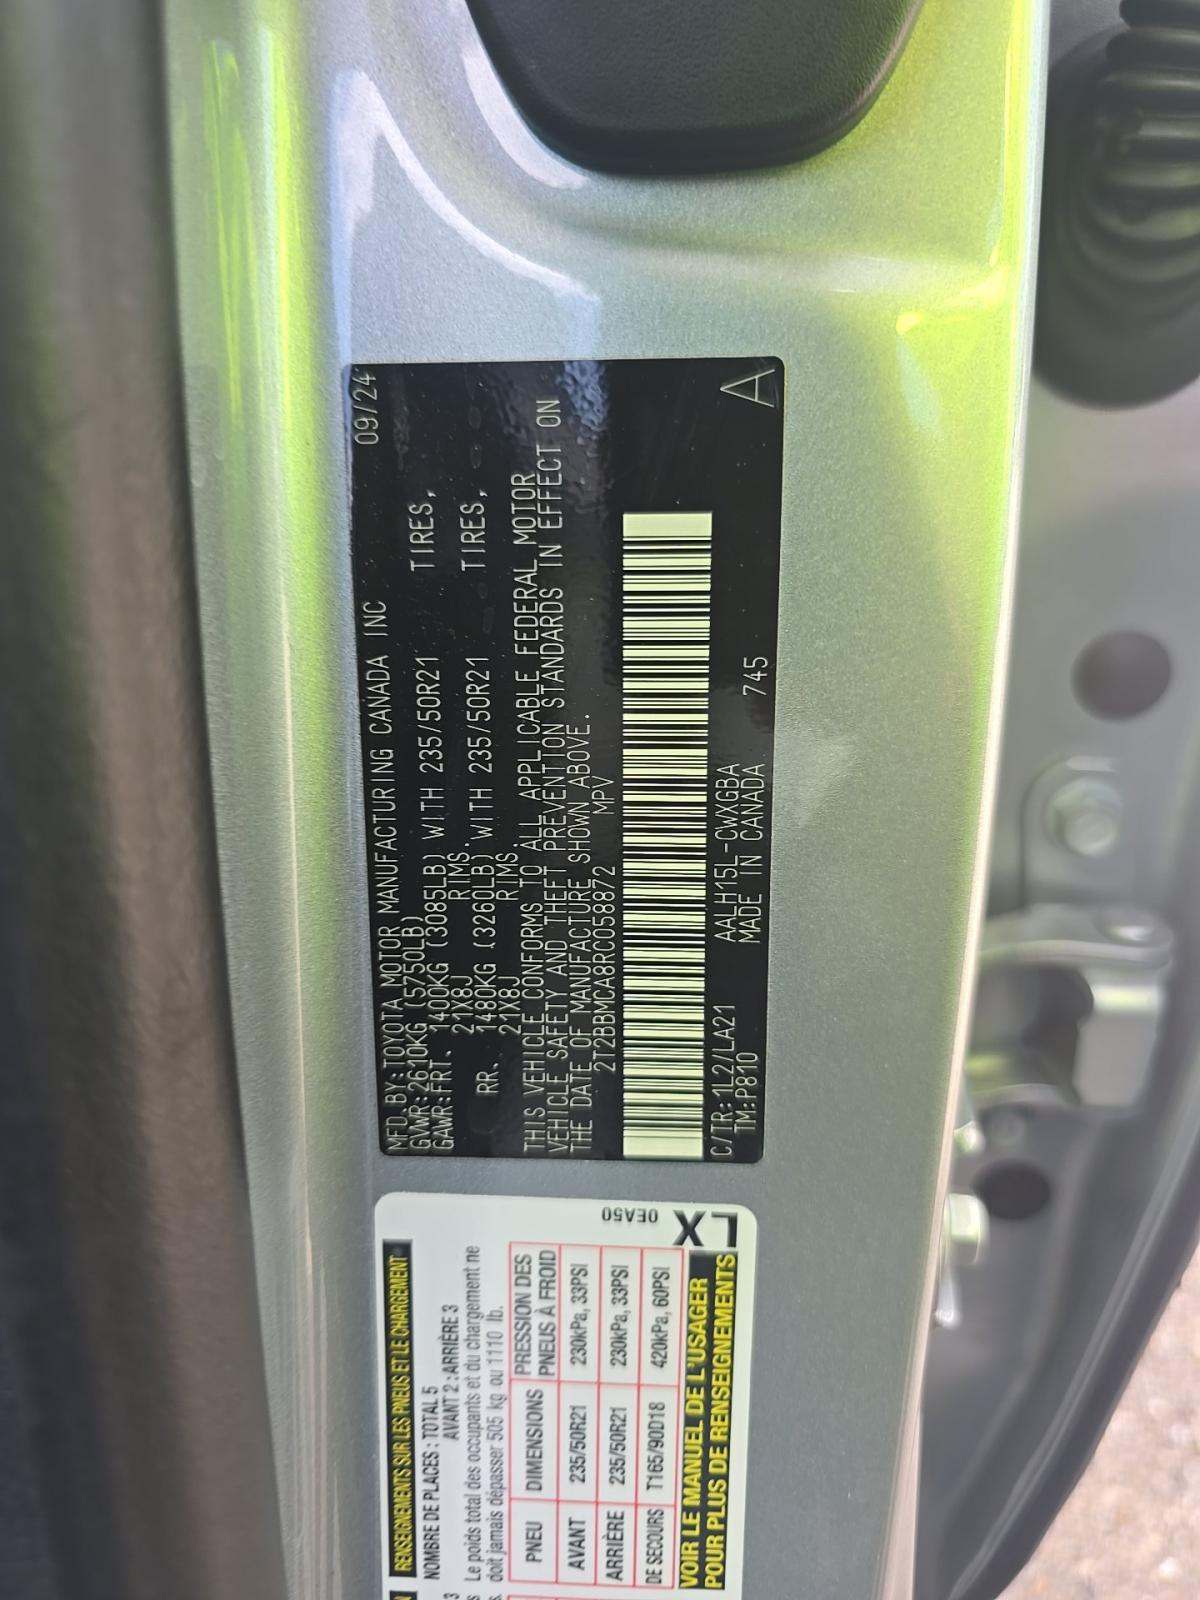 09/24
MFD.BY:TOYOTA MOTOR MANUFACTURING CANADA INC
GVWR:2610KG (5750LB)
GAWR:FRT. 1400KG (3085LB) WITH 235/50R21 TIRES,
21X8J RIMS,
RR. 1480KG (3260LB) WITH 235/50R21 TIRES,
21X8J RIMS
THIS VEHICLE CONFORMS TO ALL APPLICABLE FEDERAL MOTOR
VEHICLE SAFETY AND THEFT PREVENTION STANDARDS IN EFFECT ON
THE DATE OF MANUFACTURE SHOWN ABOVE.
2T2BBMCA8RC058872 MPV
C/TR:1L2/LA21 AALH15L-CWXGBA
TM:P810 MADE IN CANADA 745
A
RENSEIGNEMENTS SUR LES PNEUS ET LE CHARGEMENT
NOMBRE DE PLACES : TOTAL 5
3 AVANT 2 : ARRIÈRE 3
Le poids total des occupants et du chargement ne
doit jamais dépasser 505 kg ou 1110 lb.
PNEU DIMENSIONS PRESSION DES PNEUS À FROID
AVANT 235/50R21 230kPa, 33PSI
ARRIÈRE 235/50R21 230kPa, 33PSI
DE SECOURS T165/90D18 420kPa, 60PSI
VOIR LE MANUEL DE L'USAGER
POUR PLUS DE RENSEIGNEMENTS
0EA50
LX